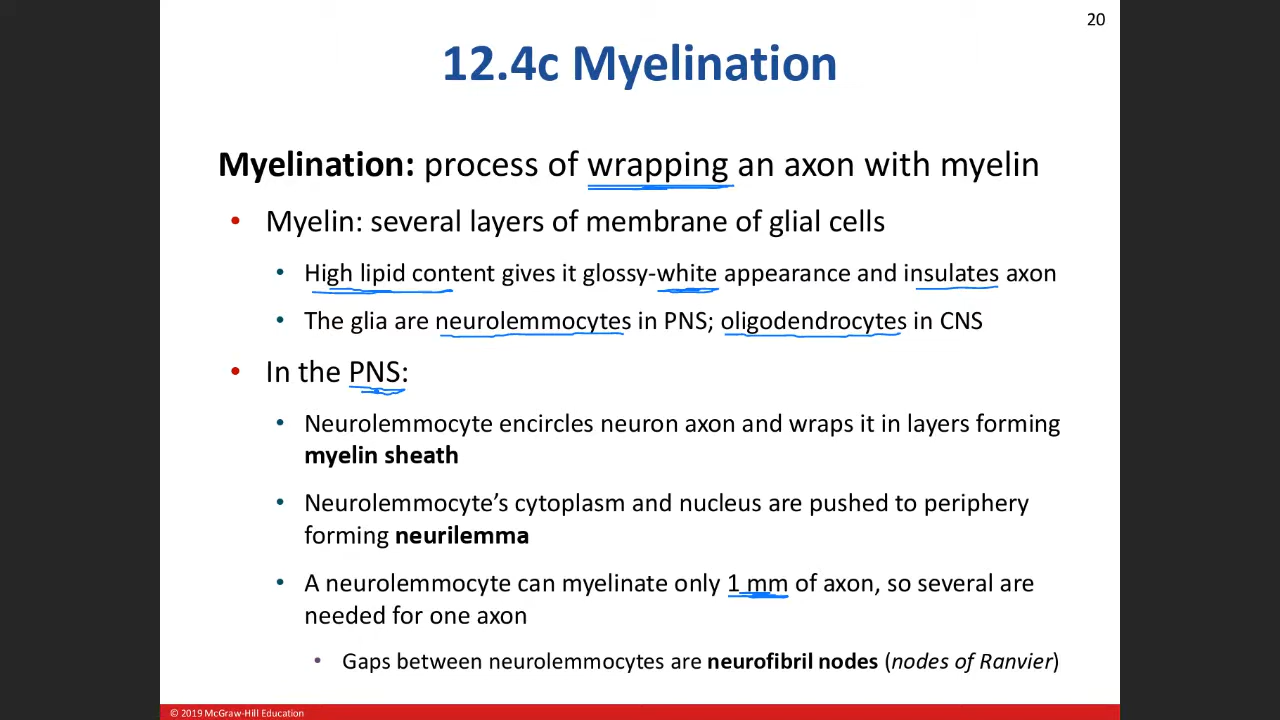 20
12.4c Myelination
Myelination: process of wrapping an axon with myelin
• Myelin: several layers of membrane of glial cells
• High lipid content gives it glossy-white appearance and insulates axon
• The glia are neurolemmocytes in PNS; oligodendrocytes in CNS
• In the PNS:
• Neurolemmocyte encircles neuron axon and wraps it in layers forming
myelin sheath
• Neurolemmocyte’s cytoplasm and nucleus are pushed to periphery
forming neurilemma
• A neurolemmocyte can myelinate only 1 mm of axon, so several are
needed for one axon
• Gaps between neurolemmocytes are neurofibril nodes (nodes of Ranvier)
© 2019 McGraw-Hill Education